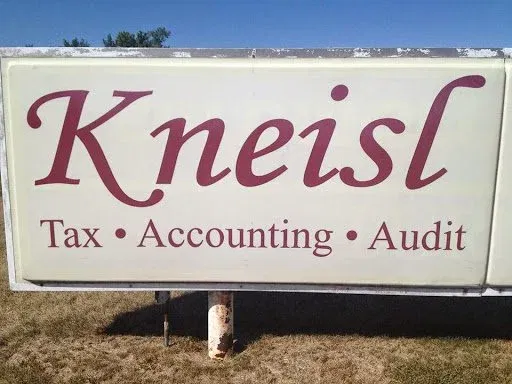 Kneisl
Tax • Accounting • Audit